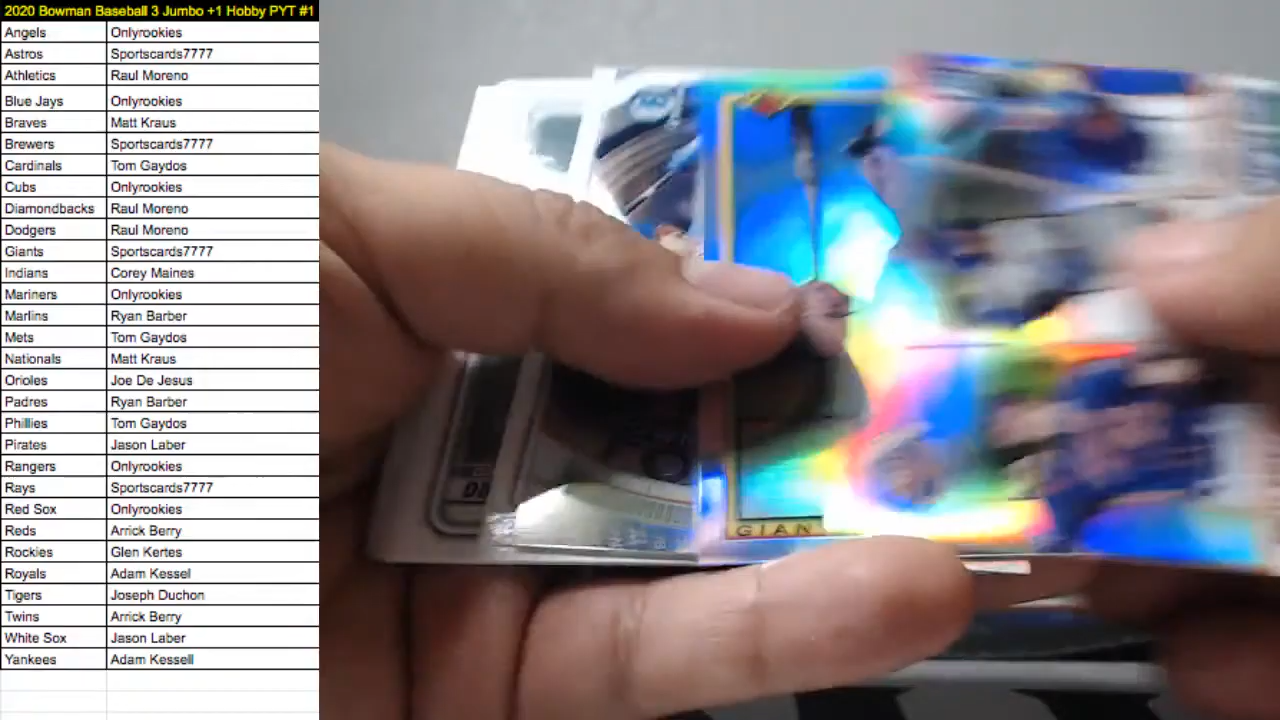 2020 Bowman Baseball 3 Jumbo +1 Hobby PYT #1
Angels Onlyrookies
Astros Sportscards7777
Athletics Raul Moreno
Blue Jays Onlyrookies
Braves Matt Kraus
Brewers Sportscards7777
Cardinals Tom Gaydos
Cubs Onlyrookies
Diamondbacks Raul Moreno
Dodgers Raul Moreno
Giants Sportscards7777
Indians Corey Maines
Mariners Onlyrookies
Marlins Ryan Barber
Mets Tom Gaydos
Nationals Matt Kraus
Orioles Joe De Jesus
Padres Ryan Barber
Phillies Tom Gaydos
Pirates Jason Laber
Rangers Onlyrookies
Rays Sportscards7777
Red Sox Onlyrookies
Reds Arrick Berry
Rockies Glen Kertes
Royals Adam Kessel
Tigers Joseph Duchon
Twins Arrick Berry
White Sox Jason Laber
Yankees Adam Kessell
GIAN